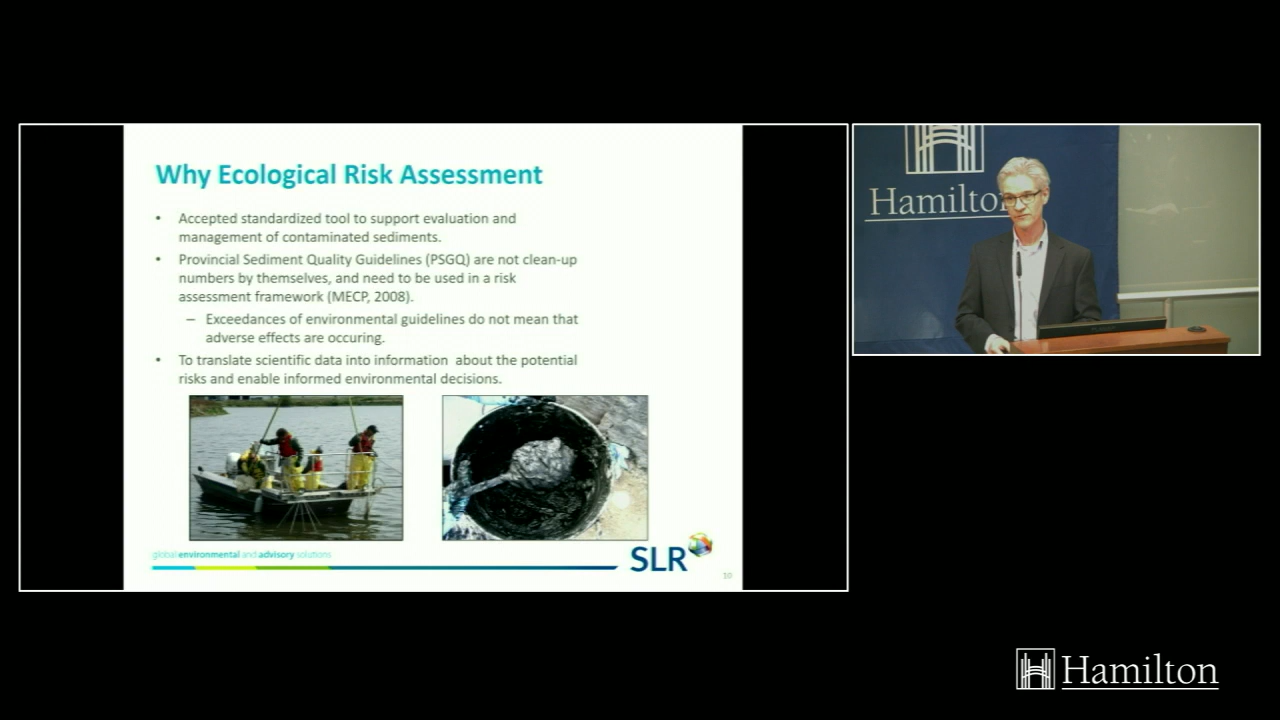 Why Ecological Risk Assessment
• Accepted standardized tool to support evaluation and
management of contaminated sediments.
• Provincial Sediment Quality Guidelines (PSGQ) are not clean-up
numbers by themselves, and need to be used in a risk
assessment framework (MECP, 2008).
– Exceedances of environmental guidelines do not mean that
adverse effects are occuring.
• To translate scientific data into information about the potential
risks and enable informed environmental decisions.
global environmental and advisory solutions
SLR
10
Hamilton
Hamilton